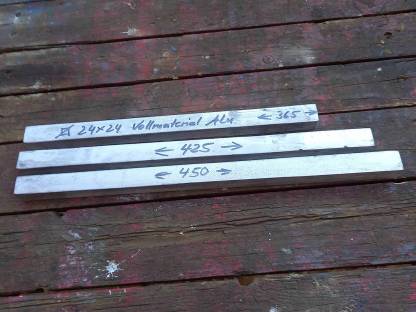 24x24 Vollmaterial Alu ← 365 →
← 425 →
← 450 →